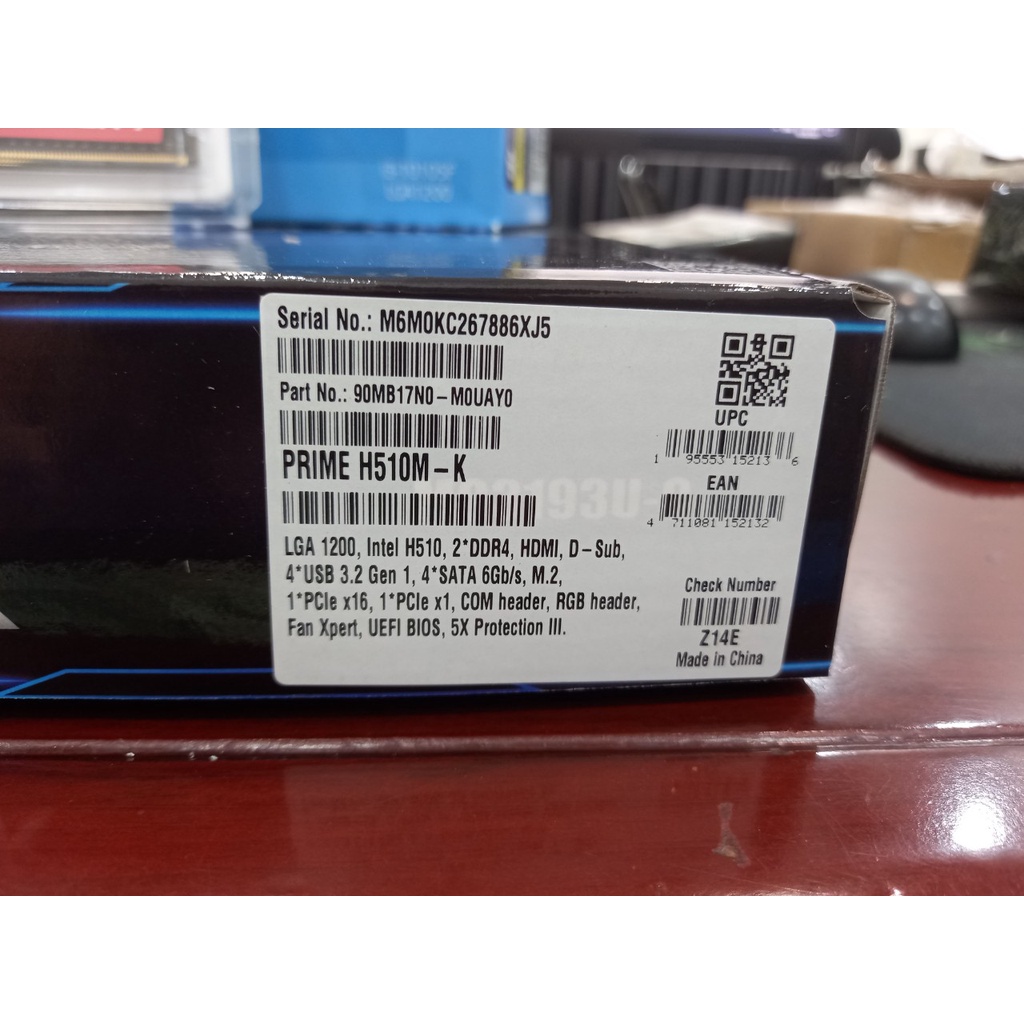 Serial No.: M6M0KC267886XJ5
Part No.: 90MB17N0-M0UAY0
PRIME H510M-K
LGA 1200, Intel H510, 2*DDR4, HDMI, D-Sub,
4*USB 3.2 Gen 1, 4*SATA 6Gb/s, M.2,
1*PCIe x16, 1*PCIe x1, COM header, RGB header,
Fan Xpert, UEFI BIOS, 5X Protection III.
UPC
1 95553 15213 6
EAN
4 711081 152132
Check Number
Z14E
Made in China